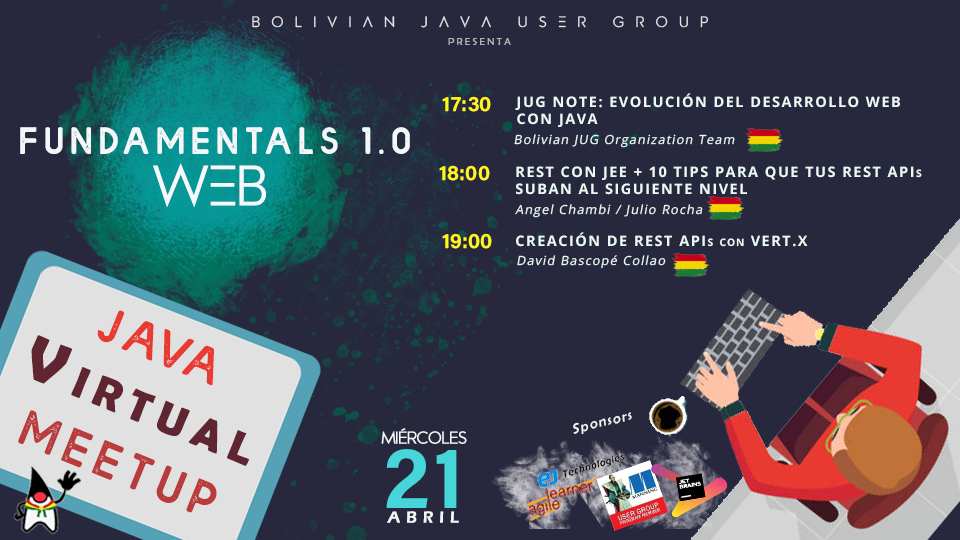 BOLIVIAN JAVA USER GROUP
PRESENTA
FUNDAMENTALS 1.0
WEB
17:30
JUG NOTE: EVOLUCIÓN DEL DESARROLLO WEB
CON JAVA
Bolivian JUG Organization Team
18:00
REST CON JEE + 10 TIPS PARA QUE TUS REST APIs
SUBAN AL SIGUIENTE NIVEL
Angel Chambi / Julio Rocha
19:00
CREACIÓN DE REST APIs CON VERT.X
David Bascopé Collao
JAVA
VIRTUAL
MEETUP
MIÉRCOLES
21
ABRIL
Sponsors
Technologies
agile
learner
MANNING
USER GROUP
PROGRAM MEMBER
JET
BRAINS